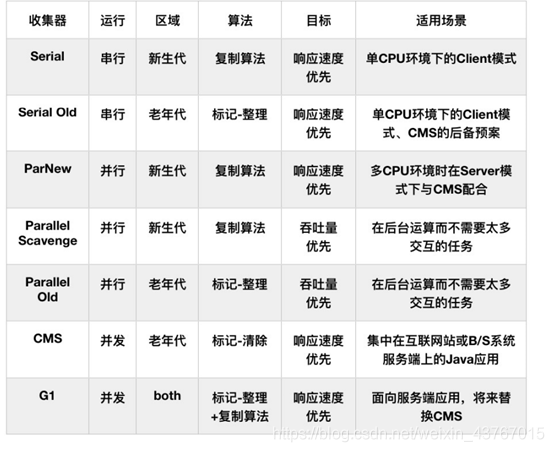 收集器 运行 区域 算法 目标 适用场景
Serial 串行 新生代 复制算法 响应速度优先 单CPU环境下的Client模式
Serial Old 串行 老年代 标记-整理 响应速度优先 单CPU环境下的Client模式、CMS的后备预案
ParNew 并行 新生代 复制算法 响应速度优先 多CPU环境时在Server模式下与CMS配合
Parallel Scavenge 并行 新生代 复制算法 吞吐量优先 在后台运算而不需要太多交互的任务
Parallel Old 并行 老年代 标记-整理 吞吐量优先 在后台运算而不需要太多交互的任务
CMS 并发 老年代 标记-清除 响应速度优先 集中在互联网站或B/S系统服务端上的Java应用
G1 并发 both 标记-整理+复制算法 响应速度优先 面向服务端应用，将来替换CMS
https://blog.csdn.net/weixin_43767015